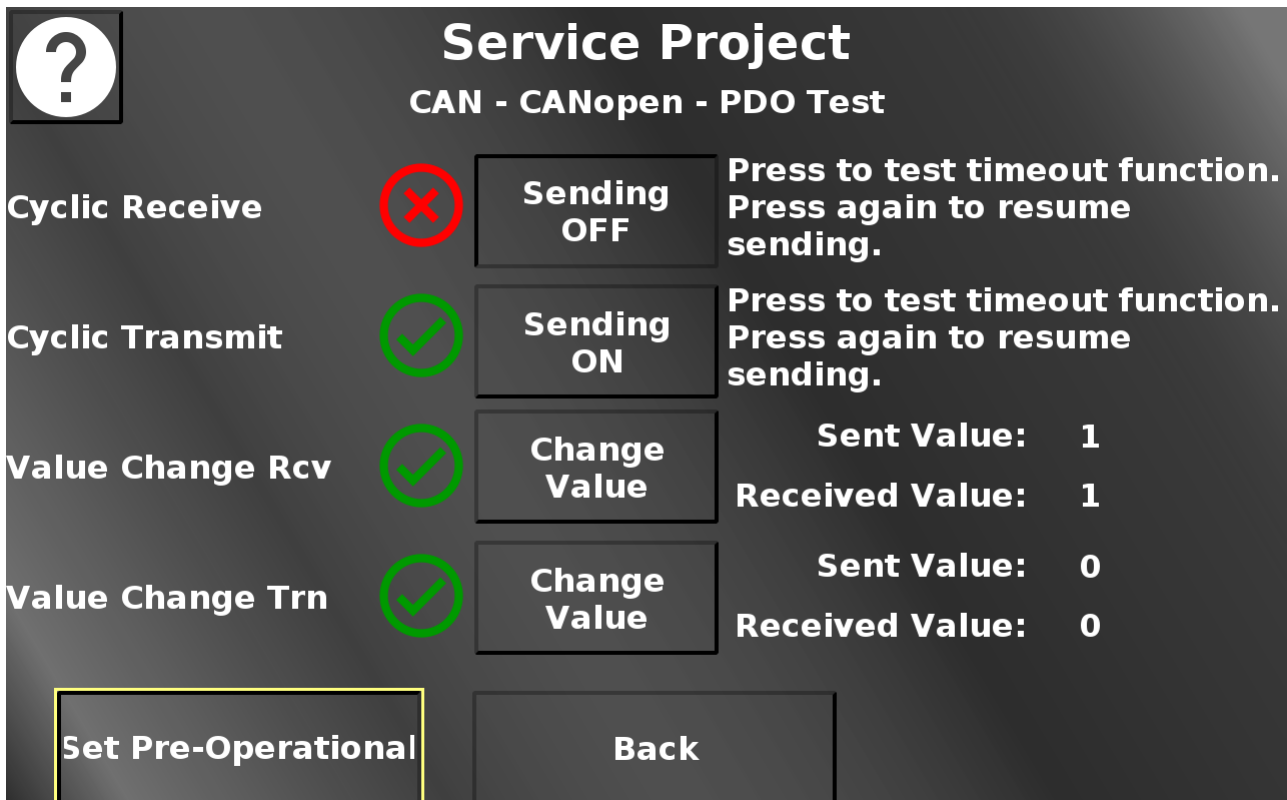 ?
Service Project
CAN - CANopen - PDO Test
Cyclic Receive
Sending
OFF
Press to test timeout function.
Press again to resume
sending.
Cyclic Transmit
Sending
ON
Press to test timeout function.
Press again to resume
sending.
Value Change Rcv
Change
Value
Sent Value: 1
Received Value: 1
Value Change Trn
Change
Value
Sent Value: 0
Received Value: 0
Set Pre-Operational
Back